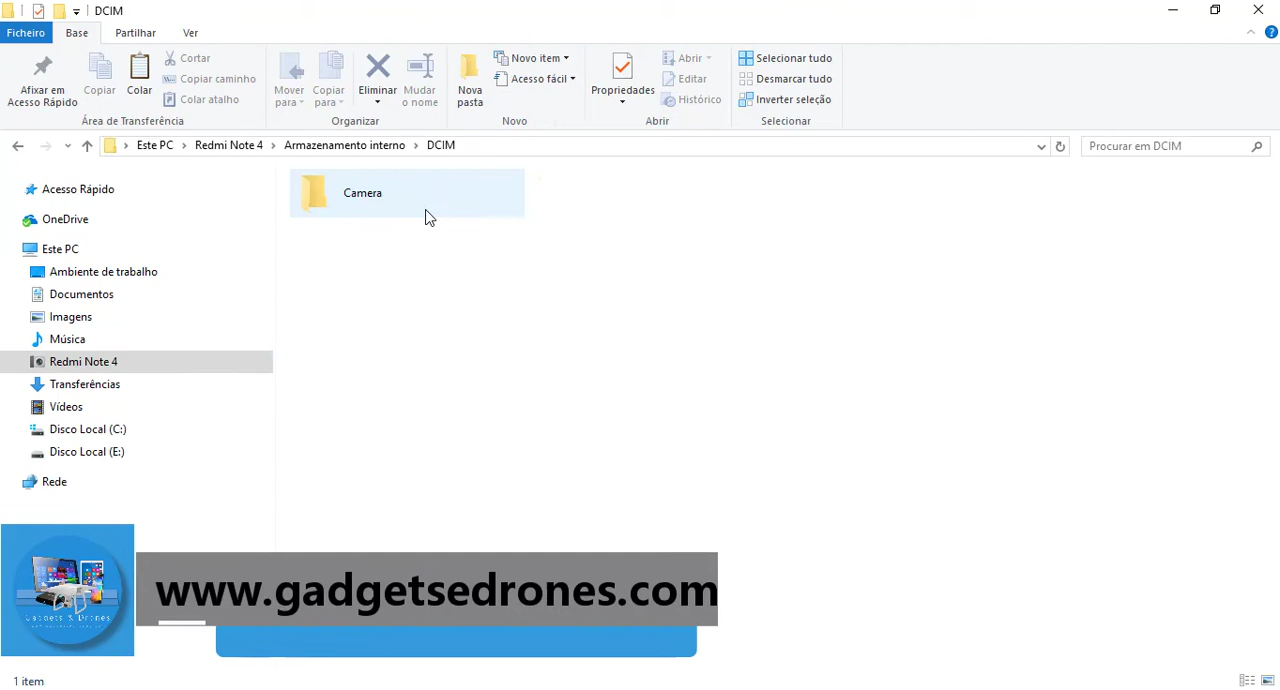 DCIM
Ficheiro Base Partilhar Ver
Afixar em Acesso Rápido
Copiar
Colar
Cortar
Copiar caminho
Colar atalho
Área de Transferência
Mover para
Copiar para
Eliminar
Mudar o nome
Organizar
Nova pasta
Novo item
Acesso fácil
Novo
Propriedades
Abrir
Editar
Histórico
Abrir
Selecionar tudo
Desmarcar tudo
Inverter seleção
Selecionar
Este PC > Redmi Note 4 > Armazenamento interno > DCIM
Procurar em DCIM
Acesso Rápido
OneDrive
Este PC
Ambiente de trabalho
Documentos
Imagens
Música
Redmi Note 4
Transferências
Vídeos
Disco Local (C:)
Disco Local (E:)
Rede
Camera
Gadgets & Drones
www.gadgetsedrones.com
1 item